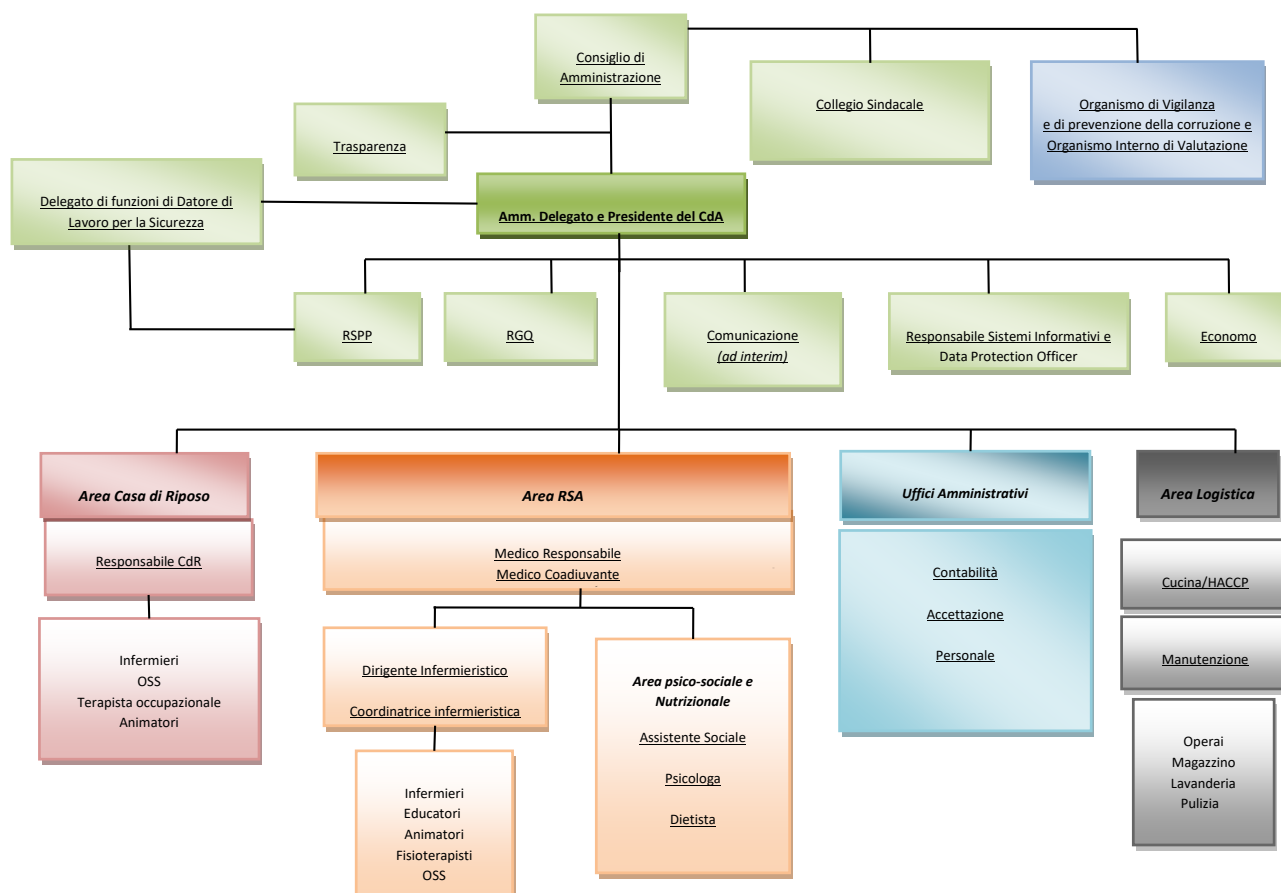 Consiglio di
Amministrazione
Collegio Sindacale
Organismo di Vigilanza
e di prevenzione della corruzione e
Organismo Interno di Valutazione
Trasparenza
Delegato di funzioni di Datore di
Lavoro per la Sicurezza
Amm. Delegato e Presidente del CdA
RSPP
RGQ
Comunicazione
(ad interim)
Responsabile Sistemi Informativi e
Data Protection Officer
Economo
Area Casa di Riposo
Responsabile CdR
Infermieri
OSS
Terapista occupazionale
Animatori
Area RSA
Medico Responsabile
Medico Coadiuvante
Dirigente Infermieristico
Coordinatrice infermieristica
Infermieri
Educatori
Animatori
Fisioterapisti
OSS
Area psico-sociale e
Nutrizionale
Assistente Sociale
Psicologa
Dietista
Uffici Amministrativi
Contabilità
Accettazione
Personale
Area Logistica
Cucina/HACCP
Manutenzione
Operai
Magazzino
Lavanderia
Pulizia